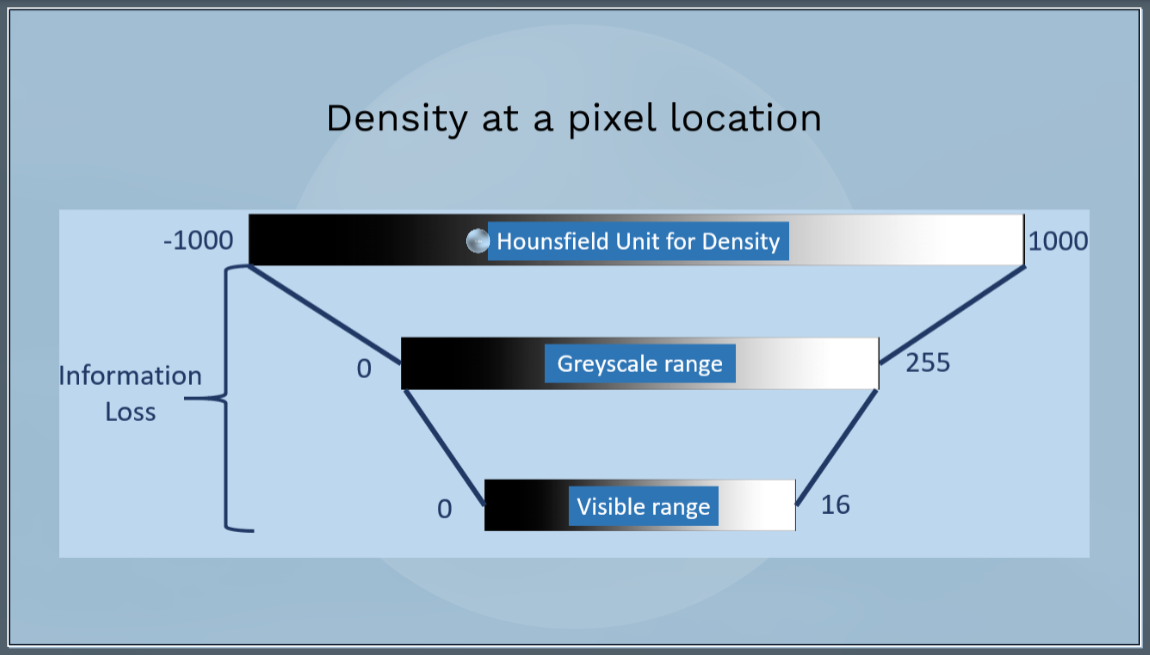 Density at a pixel location
-1000
Hounsfield Unit for Density
1000
0
Greyscale range
255
Information
Loss
0
Visible range
16